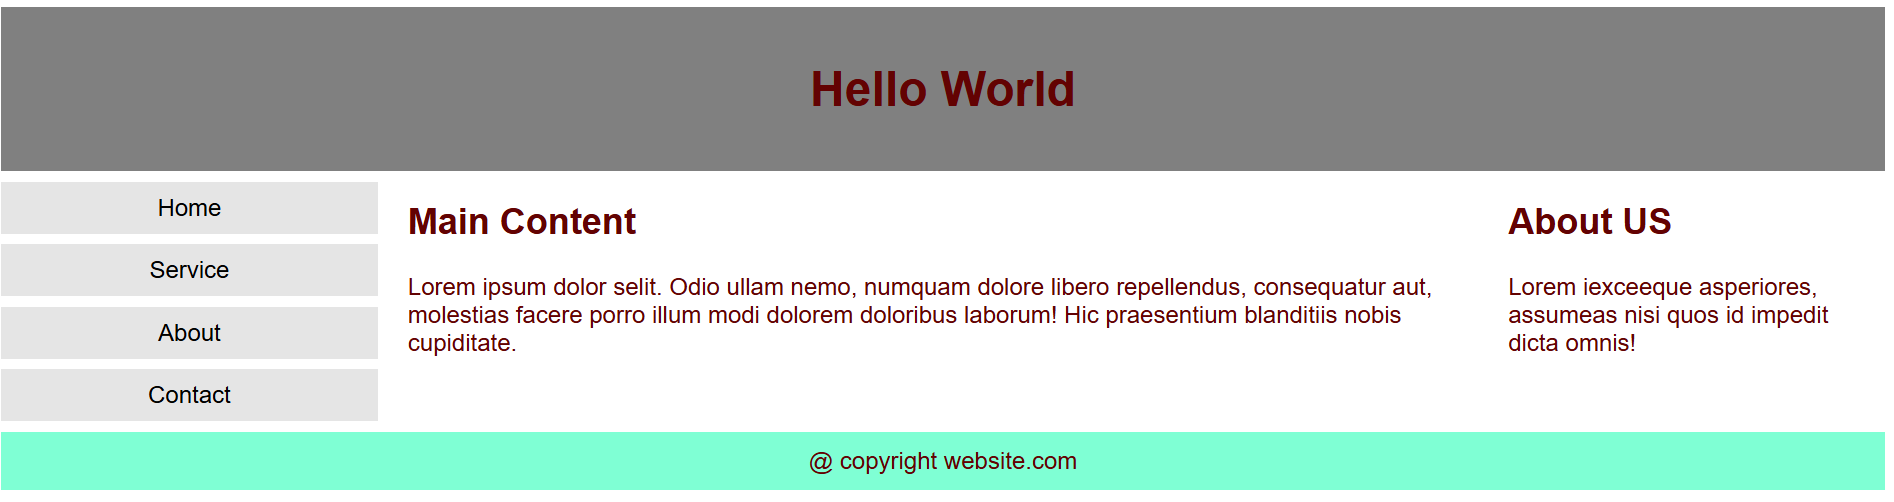 Hello World
Home
Service
About
Contact
Main Content
Lorem ipsum dolor selit. Odio ullam nemo, numquam dolore libero repellendus, consequatur aut,
molestias facere porro illum modi dolorem doloribus laborum! Hic praesentium blanditiis nobis
cupiditate.
About US
Lorem iexceeque asperiores,
assumeas nisi quos id impedit
dicta omnis!
@ copyright website.com